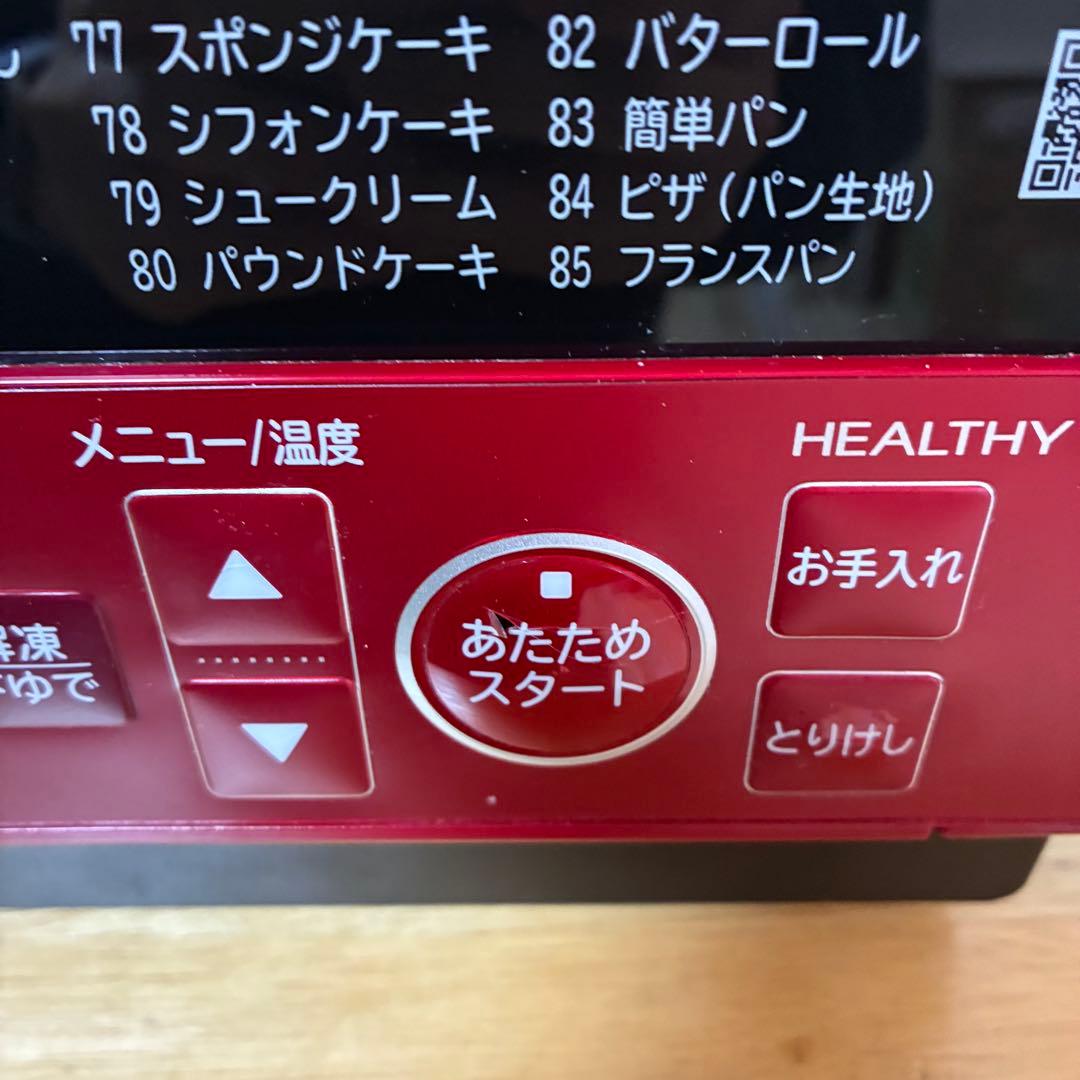 77 スポンジケーキ 82 バターロール
78 シフォンケーキ 83 簡単パン
79 シュークリーム 84 ピザ(パン生地)
80 パウンドケーキ 85 フランスパン
メニュー/温度
HEALTHY
お手入れ
あたため
スタート
解凍
ゆで
とりけし